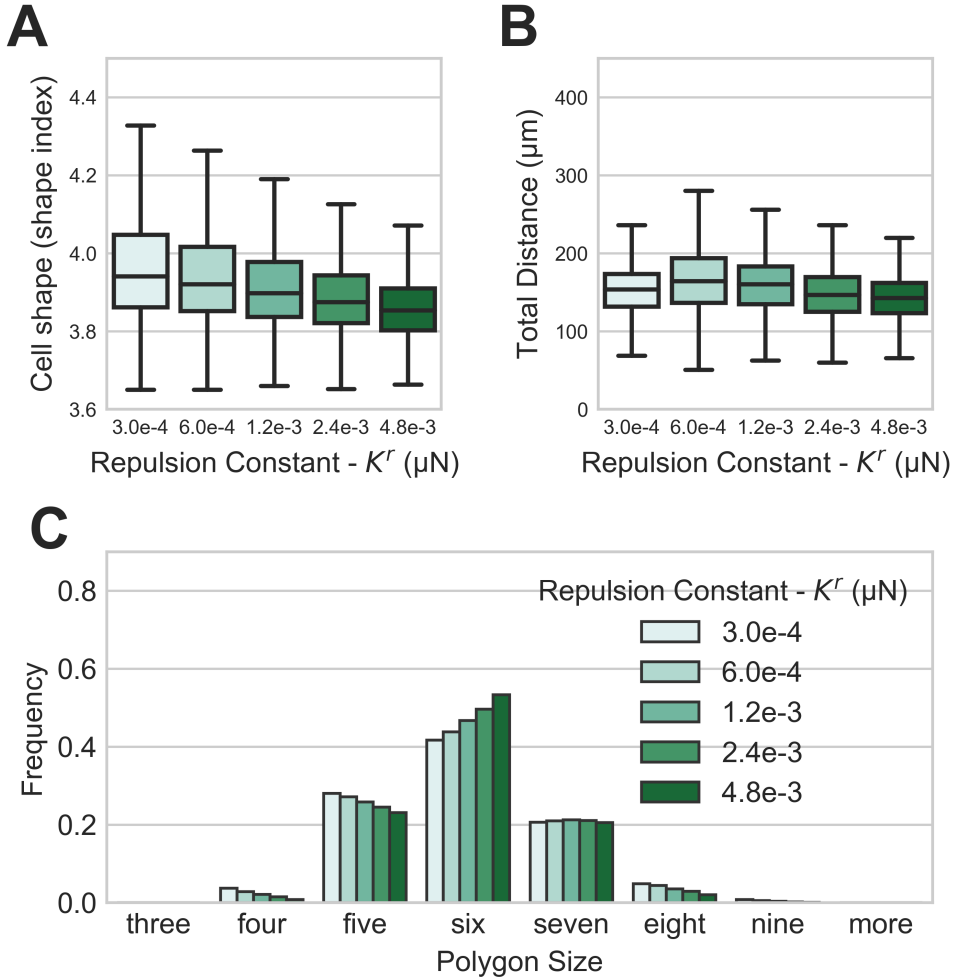 A
Cell shape (shape index)
4.4
4.2
4.0
3.8
3.6
3.0e-4 6.0e-4 1.2e-3 2.4e-3 4.8e-3
Repulsion Constant - Kʳ (μN)
B
Total Distance (μm)
400
300
200
100
0
3.0e-4 6.0e-4 1.2e-3 2.4e-3 4.8e-3
Repulsion Constant - Kʳ (μN)
C
Frequency
0.8
0.6
0.4
0.2
0.0
Repulsion Constant - Kʳ (μN)
3.0e-4
6.0e-4
1.2e-3
2.4e-3
4.8e-3
three four five six seven eight nine more
Polygon Size